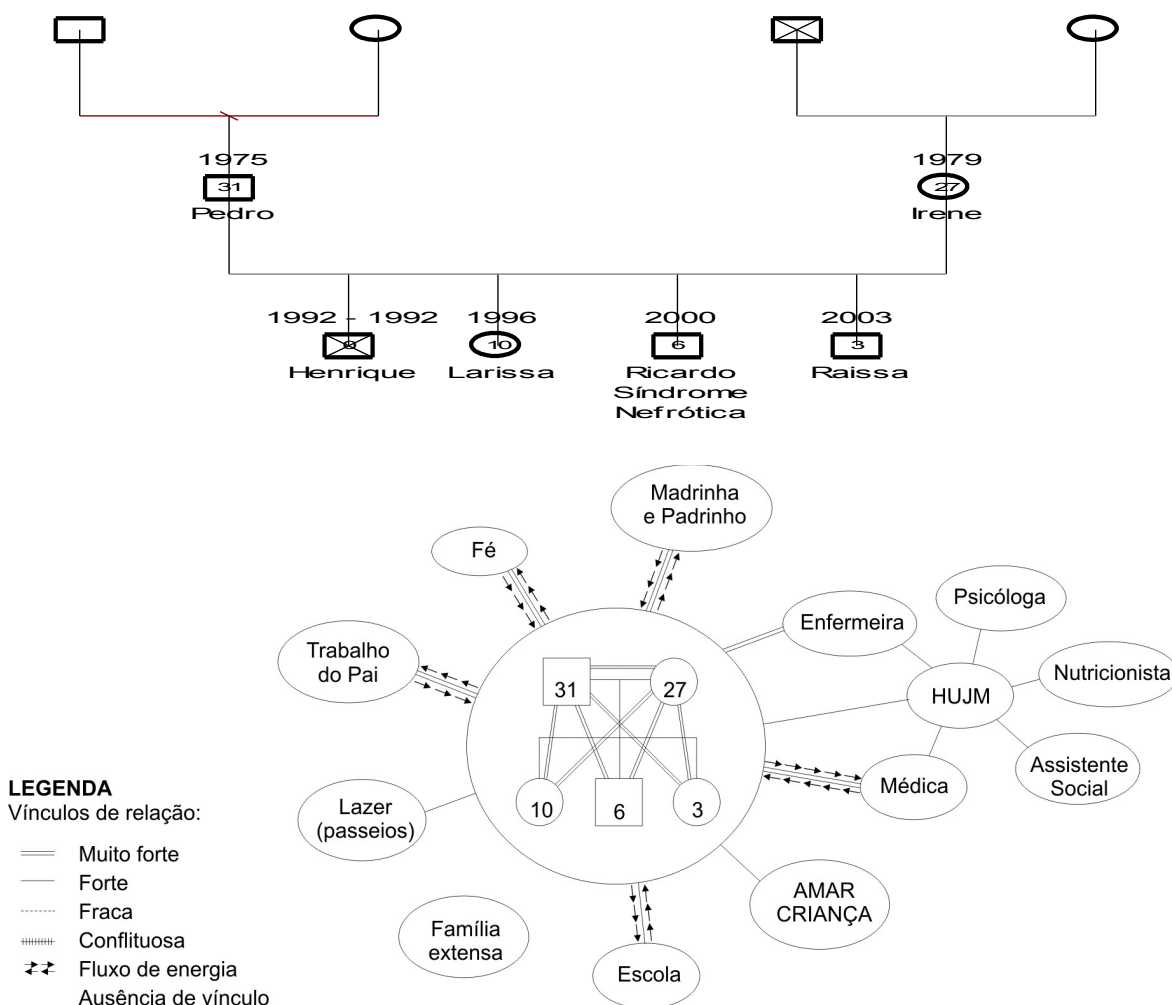 1975
31
Pedro
1979
27
Irene
1992 - 1992
0
Henrique
1996
10
Larissa
2000
6
Ricardo
Síndrome
Nefrótica
2003
3
Raissa
Madrinha
e Padrinho
Fé
Trabalho
do Pai
Enfermeira
Psicóloga
Nutricionista
HUJM
Assistente
Social
Médica
31
27
10
6
3
Lazer
(passeios)
Família
extensa
Escola
AMAR
CRIANÇA
LEGENDA
Vínculos de relação:
Muito forte
Forte
Fraca
Conflituosa
Fluxo de energia
Ausência de vínculo